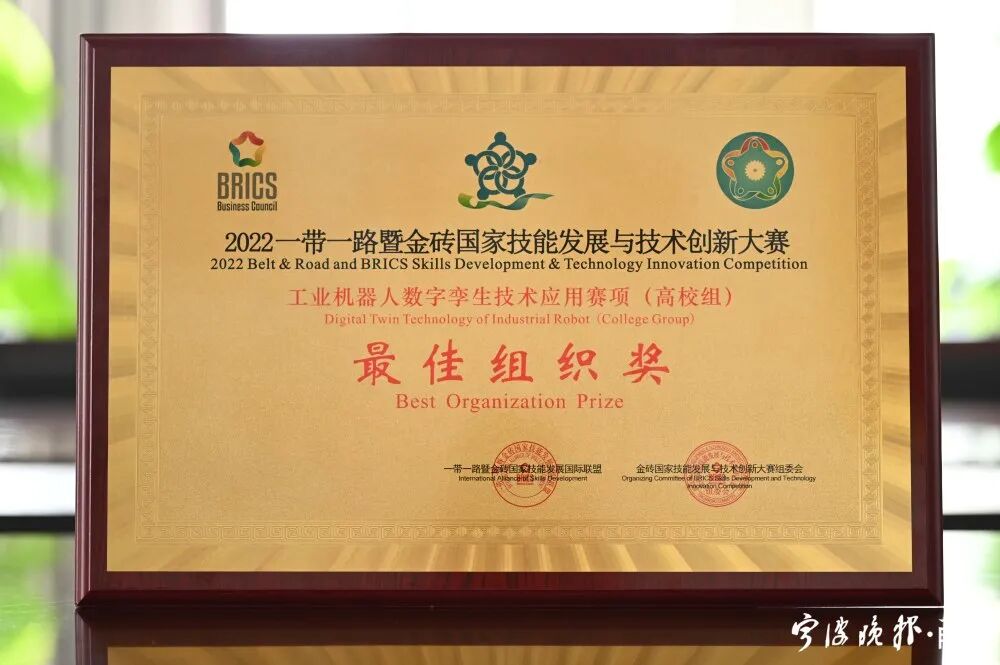 BRICS
Business Council
2022一带一路暨金砖国家技能发展与技术创新大赛
2022 Belt & Road and BRICS Skills Development & Technology Innovation Competition
工业机器人数字孪生技术应用赛项（高校组）
Digital Twin Technology of Industrial Robot（College Group）
最佳组织奖
Best Organization Prize
一带一路暨金砖国家技能发展国际联盟
International Alliance of Skills Development
金砖国家技能发展与技术创新大赛组委会
Organizing Committee of BRICS Skills Development and Technology
Innovation Competition
宁波晚报·